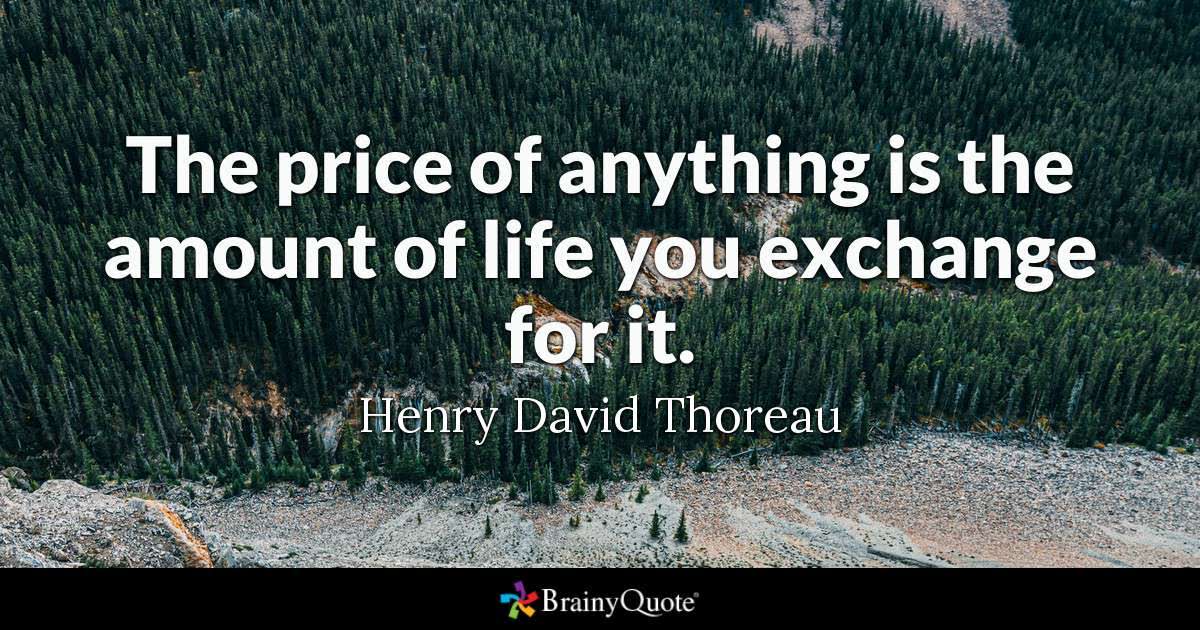 The price of anything is the
amount of life you exchange
for it.
Henry David Thoreau
BrainyQuote®